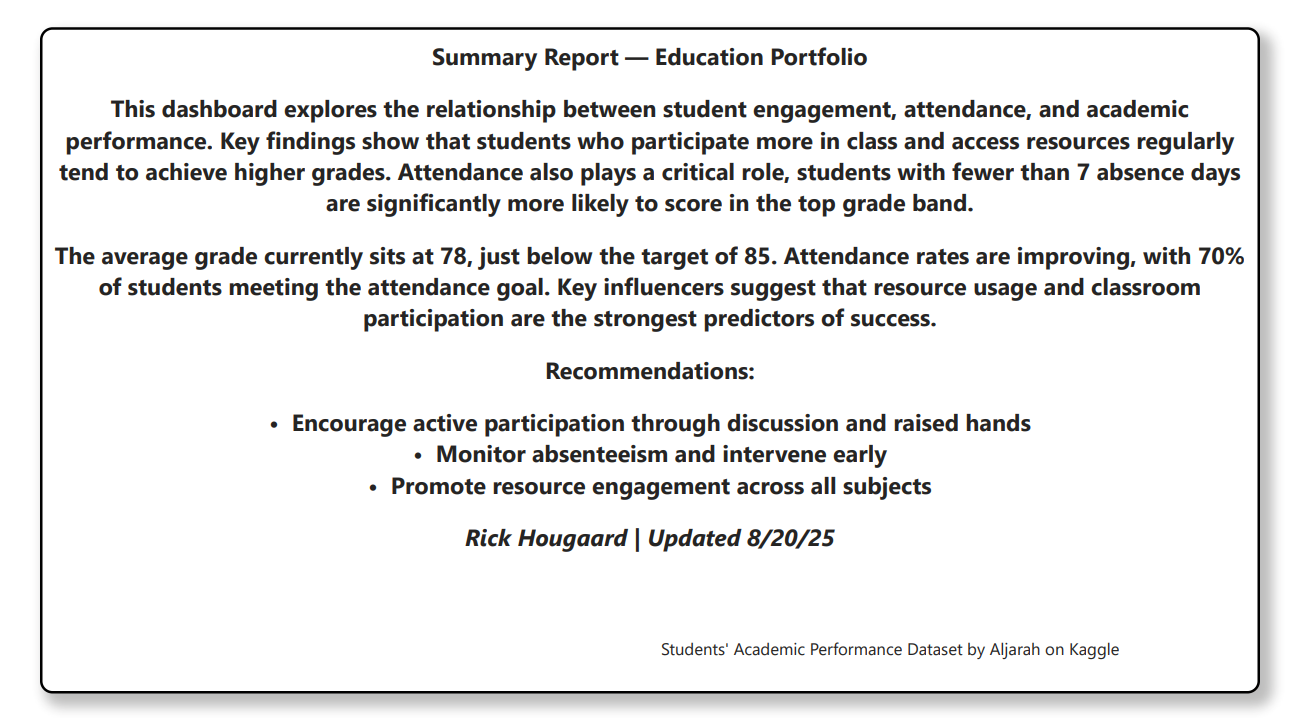 Summary Report — Education Portfolio
This dashboard explores the relationship between student engagement, attendance, and academic
performance. Key findings show that students who participate more in class and access resources regularly
tend to achieve higher grades. Attendance also plays a critical role, students with fewer than 7 absence days
are significantly more likely to score in the top grade band.
The average grade currently sits at 78, just below the target of 85. Attendance rates are improving, with 70%
of students meeting the attendance goal. Key influencers suggest that resource usage and classroom
participation are the strongest predictors of success.
Recommendations:
• Encourage active participation through discussion and raised hands
• Monitor absenteeism and intervene early
• Promote resource engagement across all subjects
Rick Hougaard | Updated 8/20/25
Students' Academic Performance Dataset by Aljarah on Kaggle